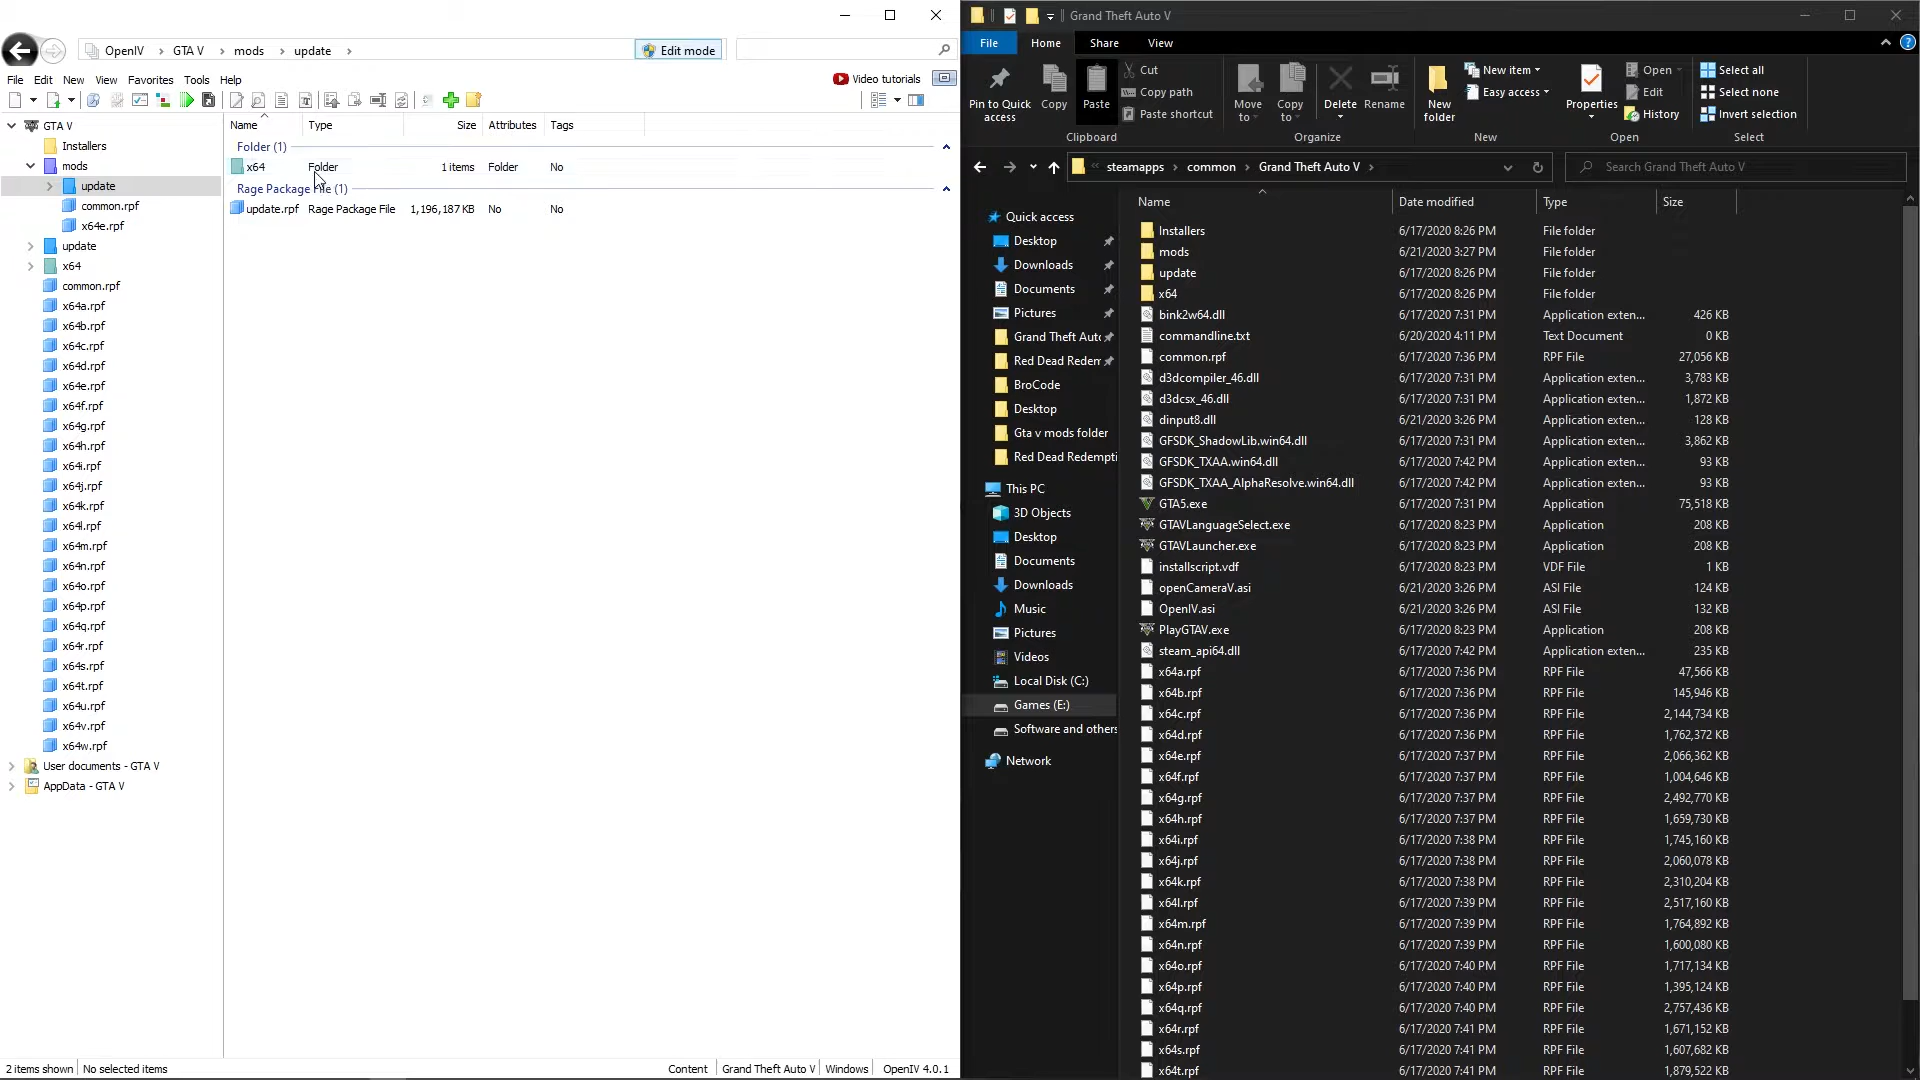 OpenIV
GTA V
mods
update
Edit mode
File Edit New View Favorites Tools Help
Video tutorials
GTA V
Installers
mods
update
common.rpf
x64e.rpf
update
x64
common.rpf
x64a.rpf
x64b.rpf
x64c.rpf
x64d.rpf
x64e.rpf
x64f.rpf
x64g.rpf
x64h.rpf
x64i.rpf
x64j.rpf
x64k.rpf
x64l.rpf
x64m.rpf
x64n.rpf
x64o.rpf
x64p.rpf
x64q.rpf
x64r.rpf
x64s.rpf
x64t.rpf
x64u.rpf
x64v.rpf
x64w.rpf
User documents - GTA V
AppData - GTA V
Name Type Size Attributes Tags
Folder (1)
x64 Folder 1 items Folder No
Rage Package File (1)
update.rpf Rage Package File 1,196,187 KB No No
2 items shown No selected items
Content Grand Theft Auto V Windows OpenIV 4.0.1
Grand Theft Auto V
File Home Share View
Pin to Quick access
Copy
Paste
Cut
Copy path
Paste shortcut
Clipboard
Move to
Copy to
Delete
Rename
Organize
New folder
New item
Easy access
New
Properties
Open
Edit
History
Open
Select all
Select none
Invert selection
Select
steamapps
common
Grand Theft Auto V
Search Grand Theft Auto V
Quick access
Desktop
Downloads
Documents
Pictures
Grand Theft Auto
Red Dead Redem
BroCode
Desktop
Gta v mods folder
Red Dead Redempti
This PC
3D Objects
Desktop
Documents
Downloads
Music
Pictures
Videos
Local Disk (C:)
Games (E:)
Software and others
Network
Name Date modified Type Size
Installers 6/17/2020 8:26 PM File folder
mods 6/21/2020 3:27 PM File folder
update 6/17/2020 8:26 PM File folder
x64 6/17/2020 8:26 PM File folder
bink2w64.dll 6/17/2020 7:31 PM Application exten... 426 KB
commandline.txt 6/20/2020 4:11 PM Text Document 0 KB
common.rpf 6/17/2020 7:36 PM RPF File 27,056 KB
d3dcompiler_46.dll 6/17/2020 7:31 PM Application exten... 3,783 KB
d3dcsx_46.dll 6/17/2020 7:31 PM Application exten... 1,872 KB
dinput8.dll 6/21/2020 3:26 PM Application exten... 128 KB
GFSDK_ShadowLib.win64.dll 6/17/2020 7:31 PM Application exten... 3,862 KB
GFSDK_TXAA.win64.dll 6/17/2020 7:42 PM Application exten... 93 KB
GFSDK_TXAA_AlphaResolve.win64.dll 6/17/2020 7:42 PM Application exten... 93 KB
GTA5.exe 6/17/2020 7:31 PM Application 75,518 KB
GTAVLanguageSelect.exe 6/17/2020 8:23 PM Application 208 KB
GTAVLauncher.exe 6/17/2020 8:23 PM Application 208 KB
installscript.vdf 6/17/2020 8:23 PM VDF File 1 KB
openCameraV.asi 6/21/2020 3:26 PM ASI File 124 KB
OpenIV.asi 6/21/2020 3:26 PM ASI File 132 KB
PlayGTAV.exe 6/17/2020 8:23 PM Application 208 KB
steam_api64.dll 6/17/2020 7:42 PM Application exten... 235 KB
x64a.rpf 6/17/2020 7:36 PM RPF File 47,566 KB
x64b.rpf 6/17/2020 7:36 PM RPF File 145,946 KB
x64c.rpf 6/17/2020 7:36 PM RPF File 2,144,734 KB
x64d.rpf 6/17/2020 7:36 PM RPF File 1,762,372 KB
x64e.rpf 6/17/2020 7:37 PM RPF File 2,066,362 KB
x64f.rpf 6/17/2020 7:37 PM RPF File 1,004,646 KB
x64g.rpf 6/17/2020 7:37 PM RPF File 2,492,770 KB
x64h.rpf 6/17/2020 7:37 PM RPF File 1,659,730 KB
x64i.rpf 6/17/2020 7:38 PM RPF File 1,745,160 KB
x64j.rpf 6/17/2020 7:38 PM RPF File 2,060,078 KB
x64k.rpf 6/17/2020 7:38 PM RPF File 2,310,204 KB
x64l.rpf 6/17/2020 7:39 PM RPF File 2,517,160 KB
x64m.rpf 6/17/2020 7:39 PM RPF File 1,764,892 KB
x64n.rpf 6/17/2020 7:39 PM RPF File 1,600,080 KB
x64o.rpf 6/17/2020 7:40 PM RPF File 1,717,134 KB
x64p.rpf 6/17/2020 7:40 PM RPF File 1,395,124 KB
x64q.rpf 6/17/2020 7:40 PM RPF File 2,757,436 KB
x64r.rpf 6/17/2020 7:41 PM RPF File 1,671,152 KB
x64s.rpf 6/17/2020 7:41 PM RPF File 1,607,682 KB
x64t.rpf 6/17/2020 7:41 PM RPF File 1,879,522 KB